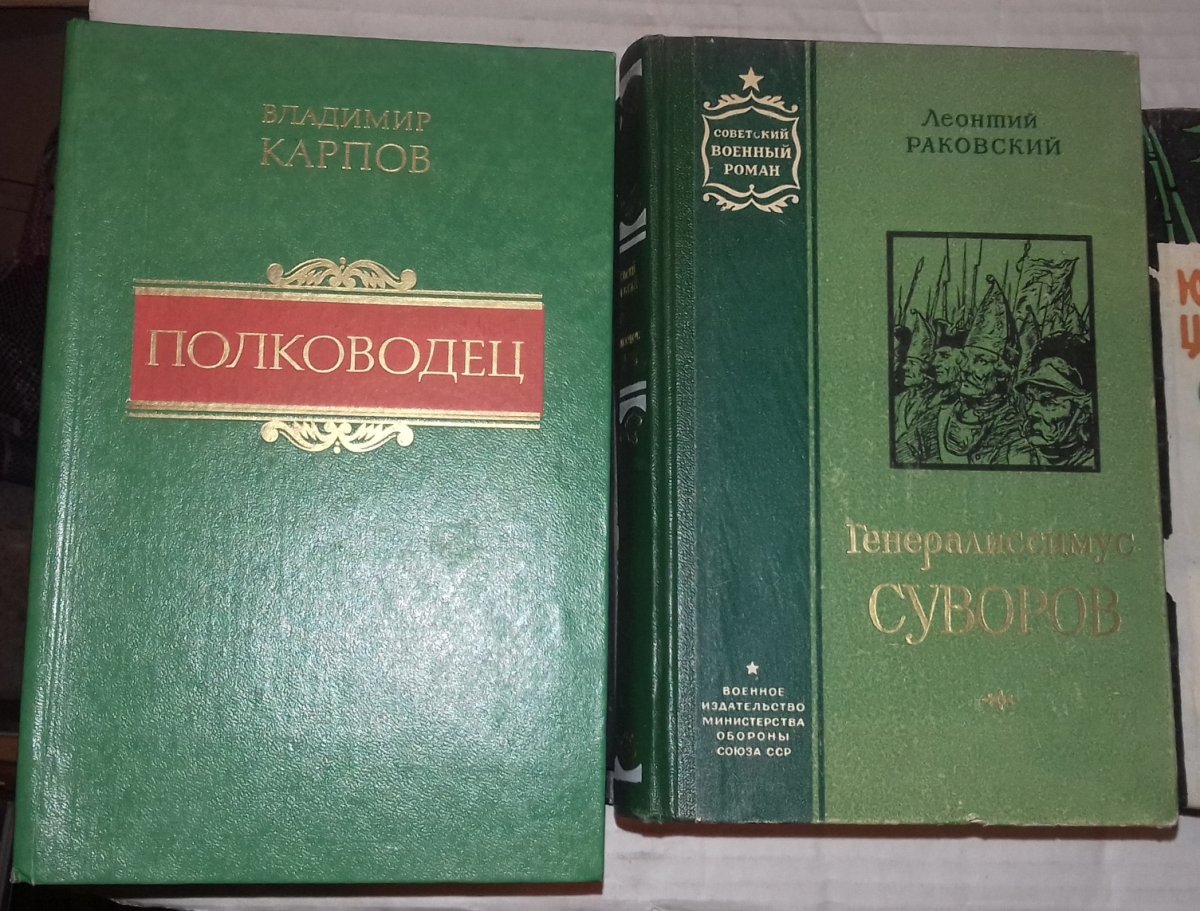 ВЛАДИМИР
КАРПОВ
ПОЛКОВОДЕЦ
СОВЕТСКИЙ
ВОЕННЫЙ
РОМАН
Леонтий
РАКОВСКИЙ
Генералиссимус
СУВОРОВ
ВОЕННОЕ
ИЗДАТЕЛЬСТВО
МИНИСТЕРСТВА
ОБОРОНЫ
СОЮЗА ССР